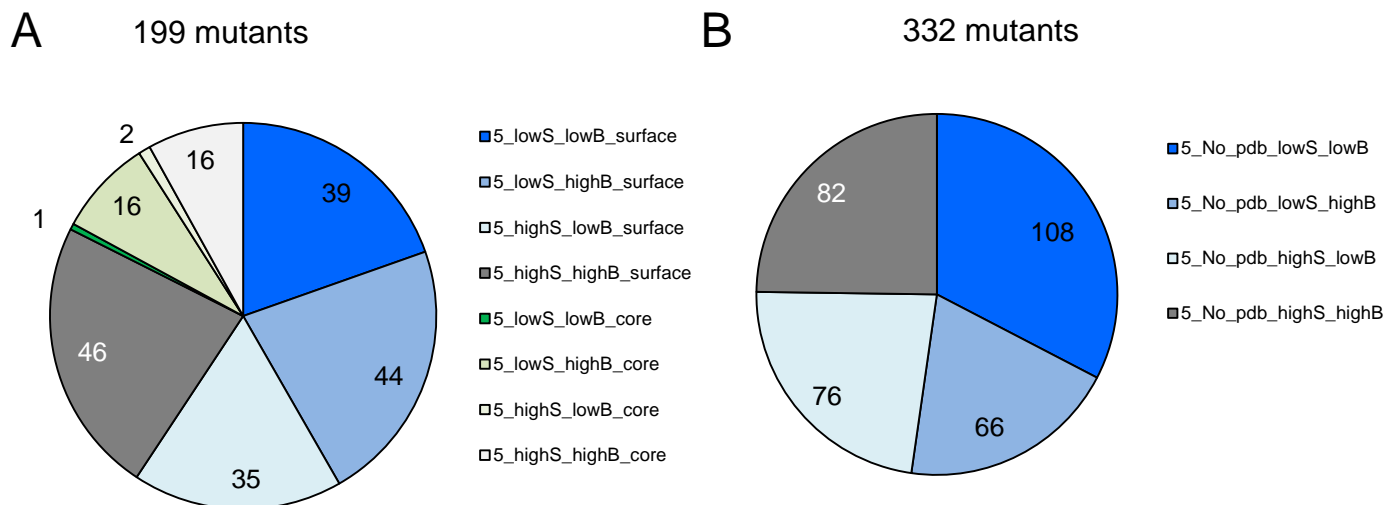 A
199 mutants
39
44
35
46
1
16
2
16
5_lowS_lowB_surface
5_lowS_highB_surface
5_highS_lowB_surface
5_highS_highB_surface
5_lowS_lowB_core
5_lowS_highB_core
5_highS_lowB_core
5_highS_highB_core
B
332 mutants
108
66
76
82
5_No_pdb_lowS_lowB
5_No_pdb_lowS_highB
5_No_pdb_highS_lowB
5_No_pdb_highS_highB